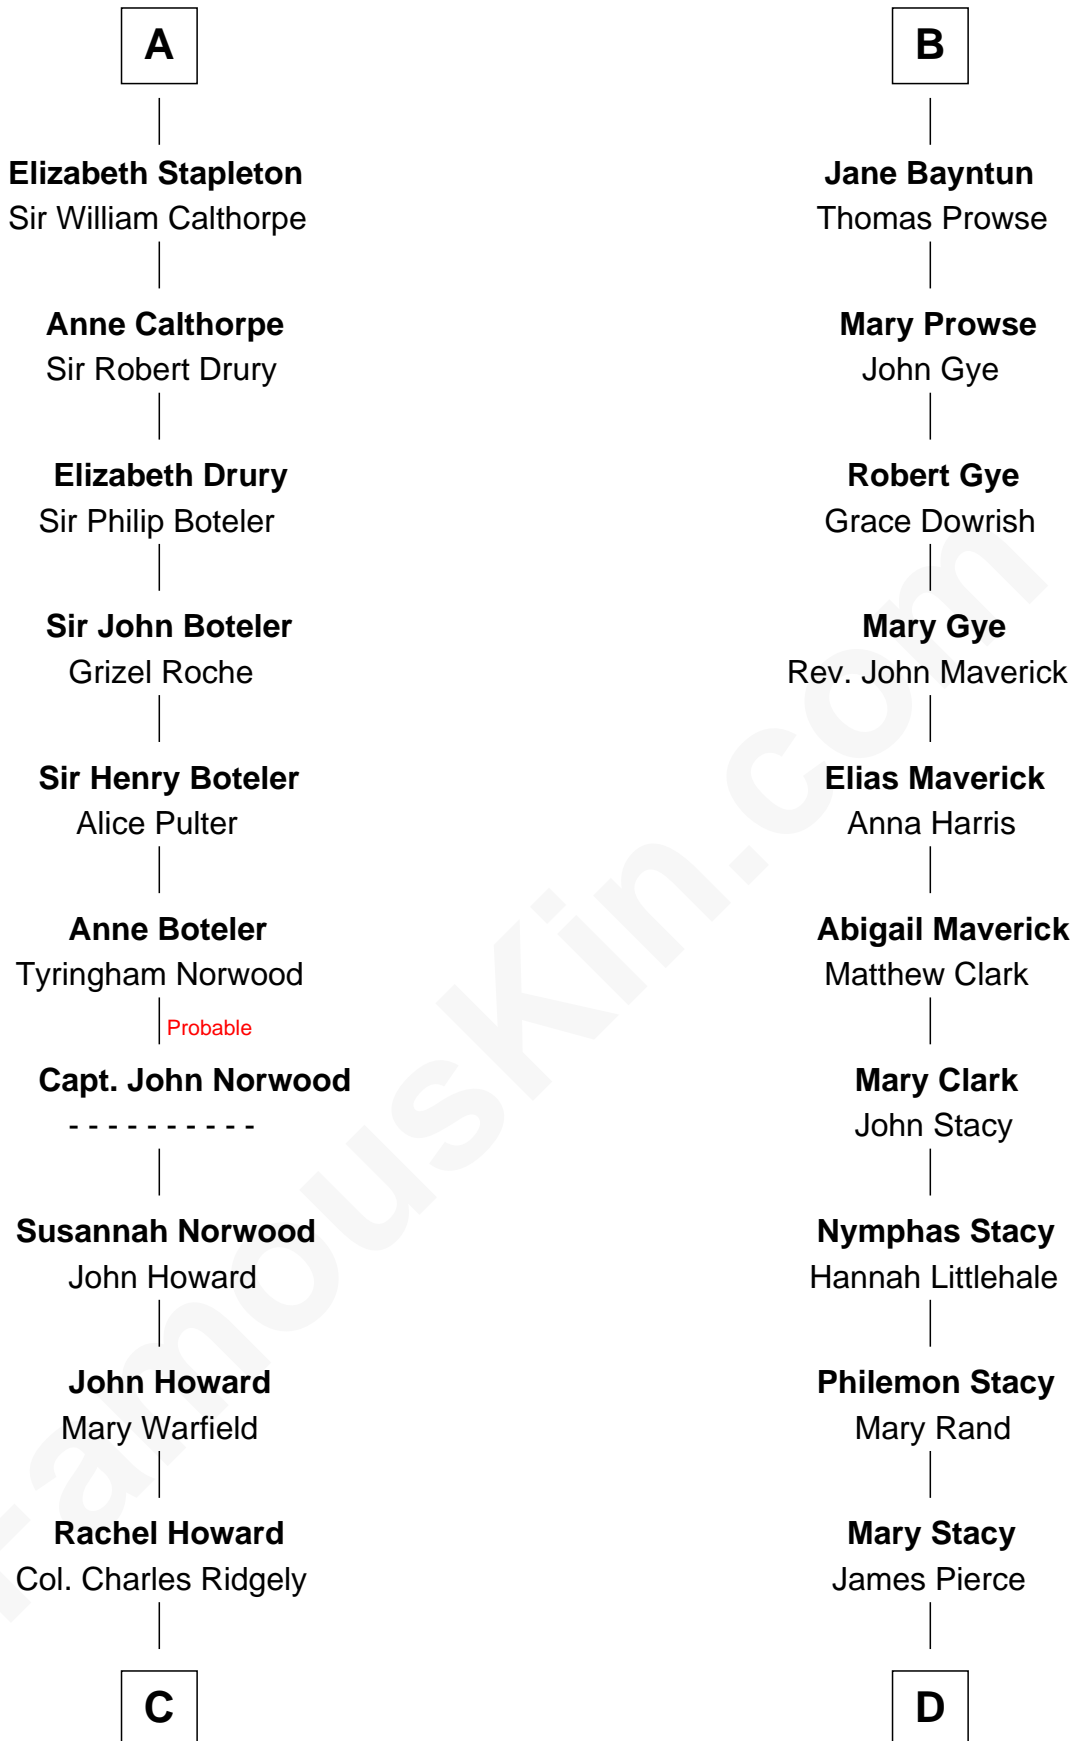 A
Elizabeth Stapleton
Sir William Calthorpe
Anne Calthorpe
Sir Robert Drury
Elizabeth Drury
Sir Philip Boteler
Sir John Boteler
Grizel Roche
Sir Henry Boteler
Alice Pulter
Anne Boteler
Tyringham Norwood
Probable
Capt. John Norwood
- - - - - - - - - -
Susannah Norwood
John Howard
John Howard
Mary Warfield
Rachel Howard
Col. Charles Ridgely
C
B
Jane Bayntun
Thomas Prowse
Mary Prowse
John Gye
Robert Gye
Grace Dowrish
Mary Gye
Rev. John Maverick
Elias Maverick
Anna Harris
Abigail Maverick
Matthew Clark
Mary Clark
John Stacy
Nymphas Stacy
Hannah Littlehale
Philemon Stacy
Mary Rand
Mary Stacy
James Pierce
D
FamousKin.com